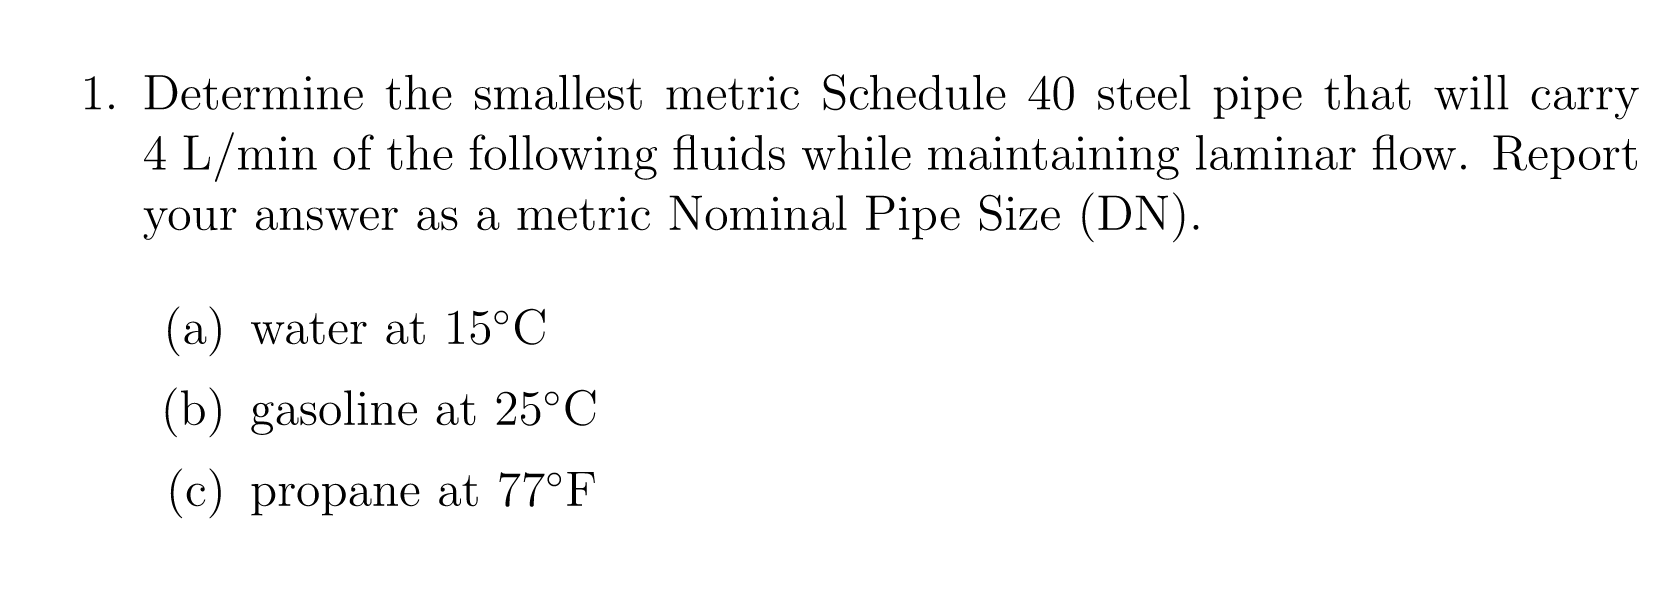 1. Determine the smallest metric Schedule 40 steel pipe that will carry
4 L/min of the following fluids while maintaining laminar flow. Report
your answer as a metric Nominal Pipe Size (DN).
(a) water at 15°C
(b) gasoline at 25°C
(c) propane at 77°F